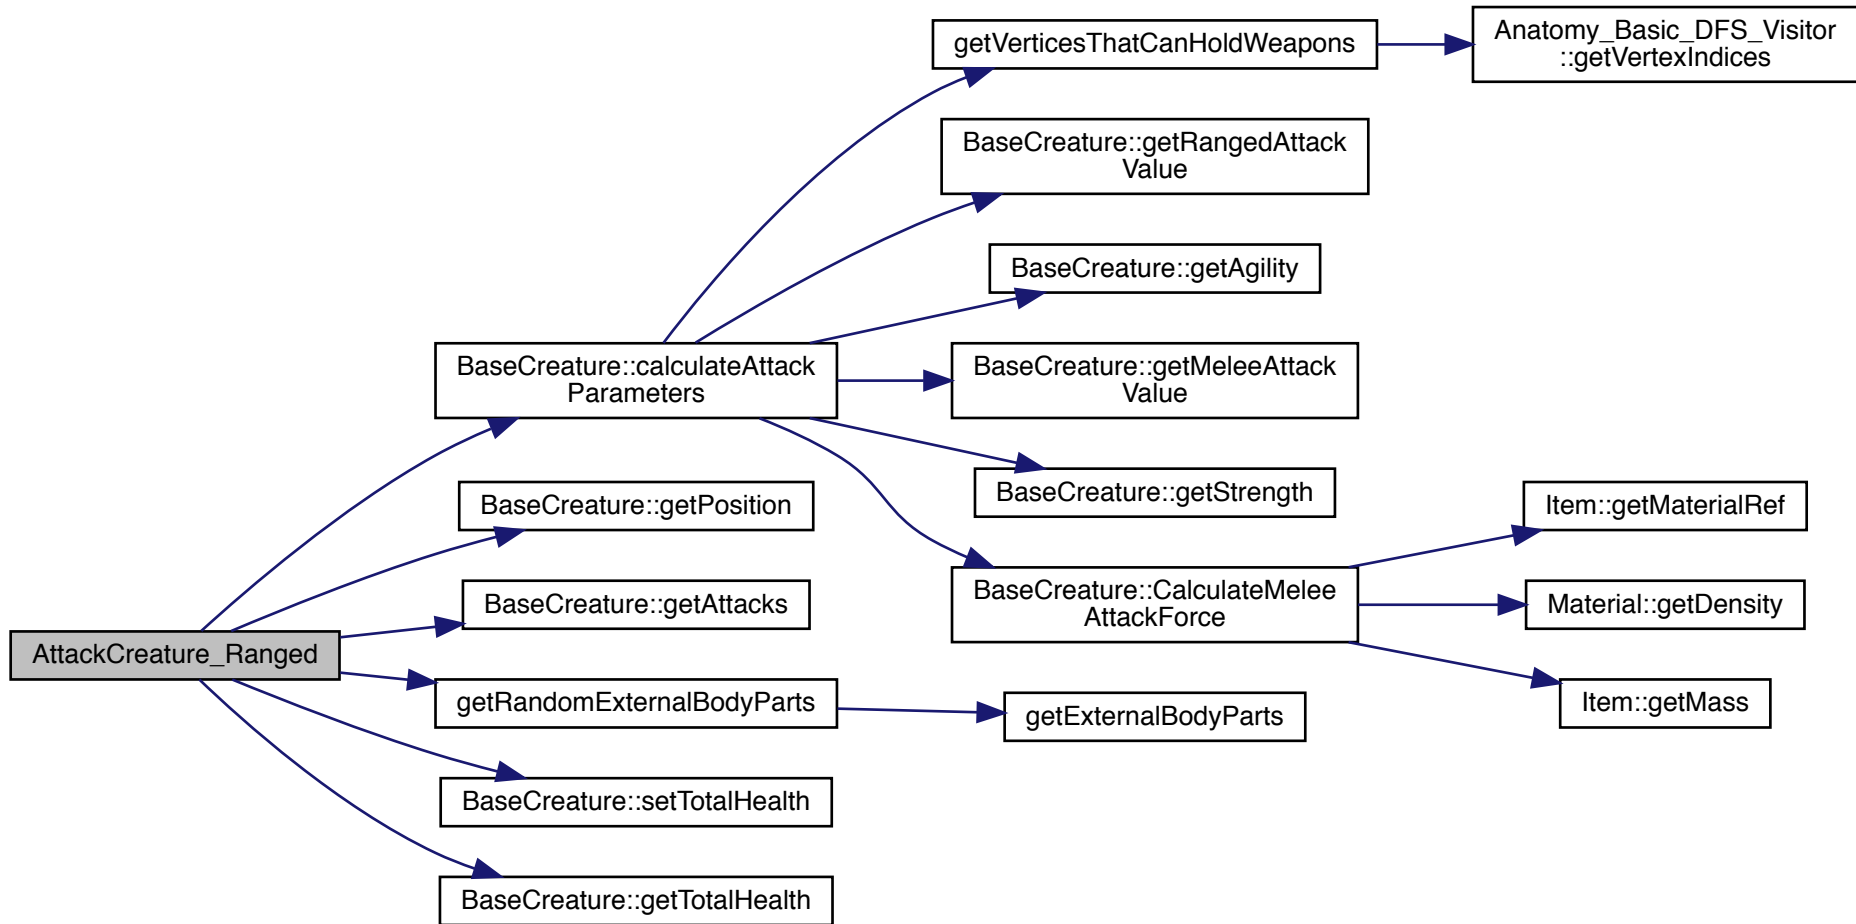 getVerticesThatCanHoldWeapons
Anatomy_Basic_DFS_Visitor
::getVertexIndices
BaseCreature::getRangedAttack
Value
BaseCreature::getAgility
BaseCreature::calculateAttack
Parameters
BaseCreature::getMeleeAttack
Value
BaseCreature::getStrength
BaseCreature::getPosition
Item::getMaterialRef
BaseCreature::getAttacks
BaseCreature::CalculateMelee
AttackForce
Material::getDensity
AttackCreature_Ranged
getRandomExternalBodyParts
getExternalBodyParts
Item::getMass
BaseCreature::setTotalHealth
BaseCreature::getTotalHealth